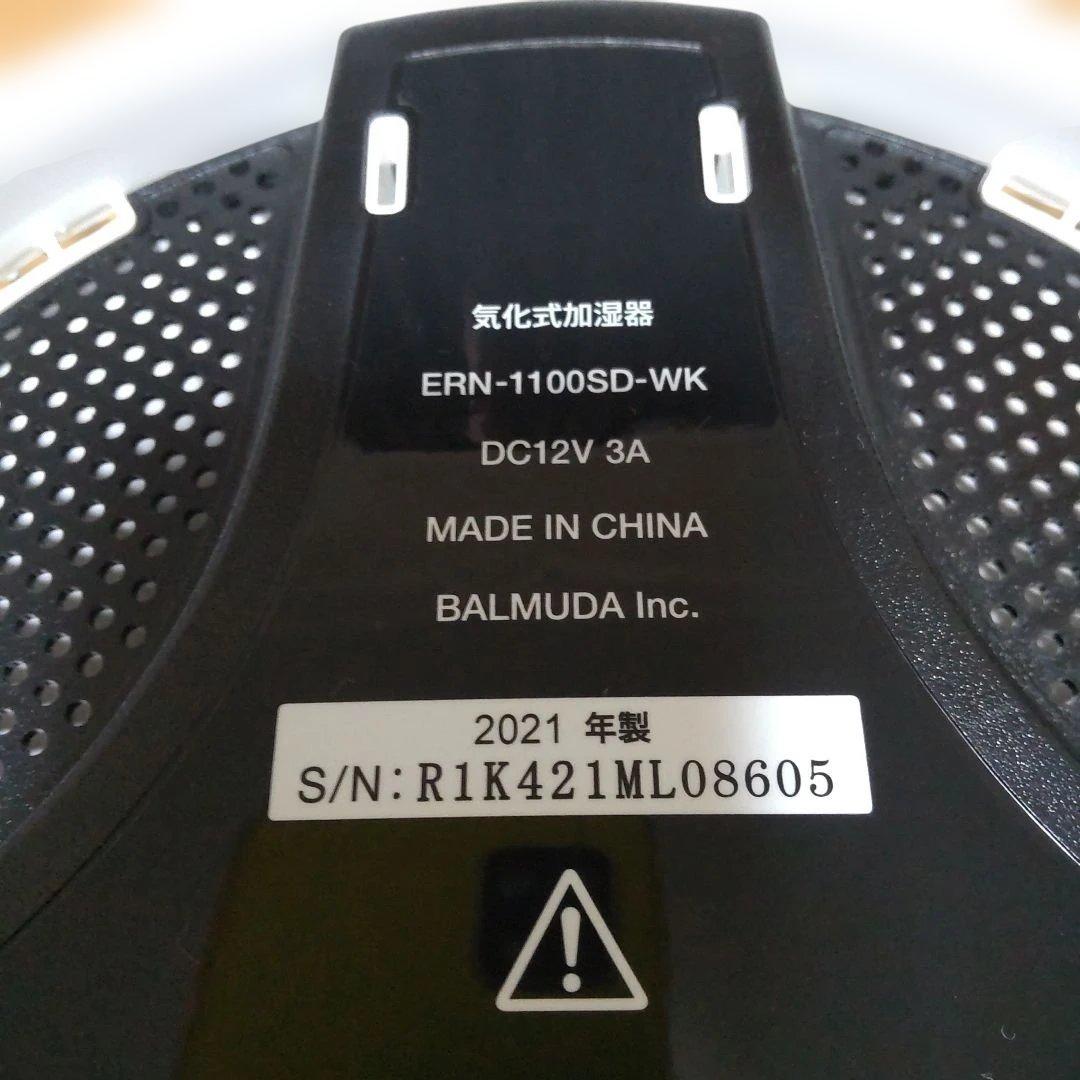 気化式加湿器
ERN-1100SD-WK
DC12V 3A
MADE IN CHINA
BALMUDA Inc.
2021 年製
S/N: R1K421ML08605